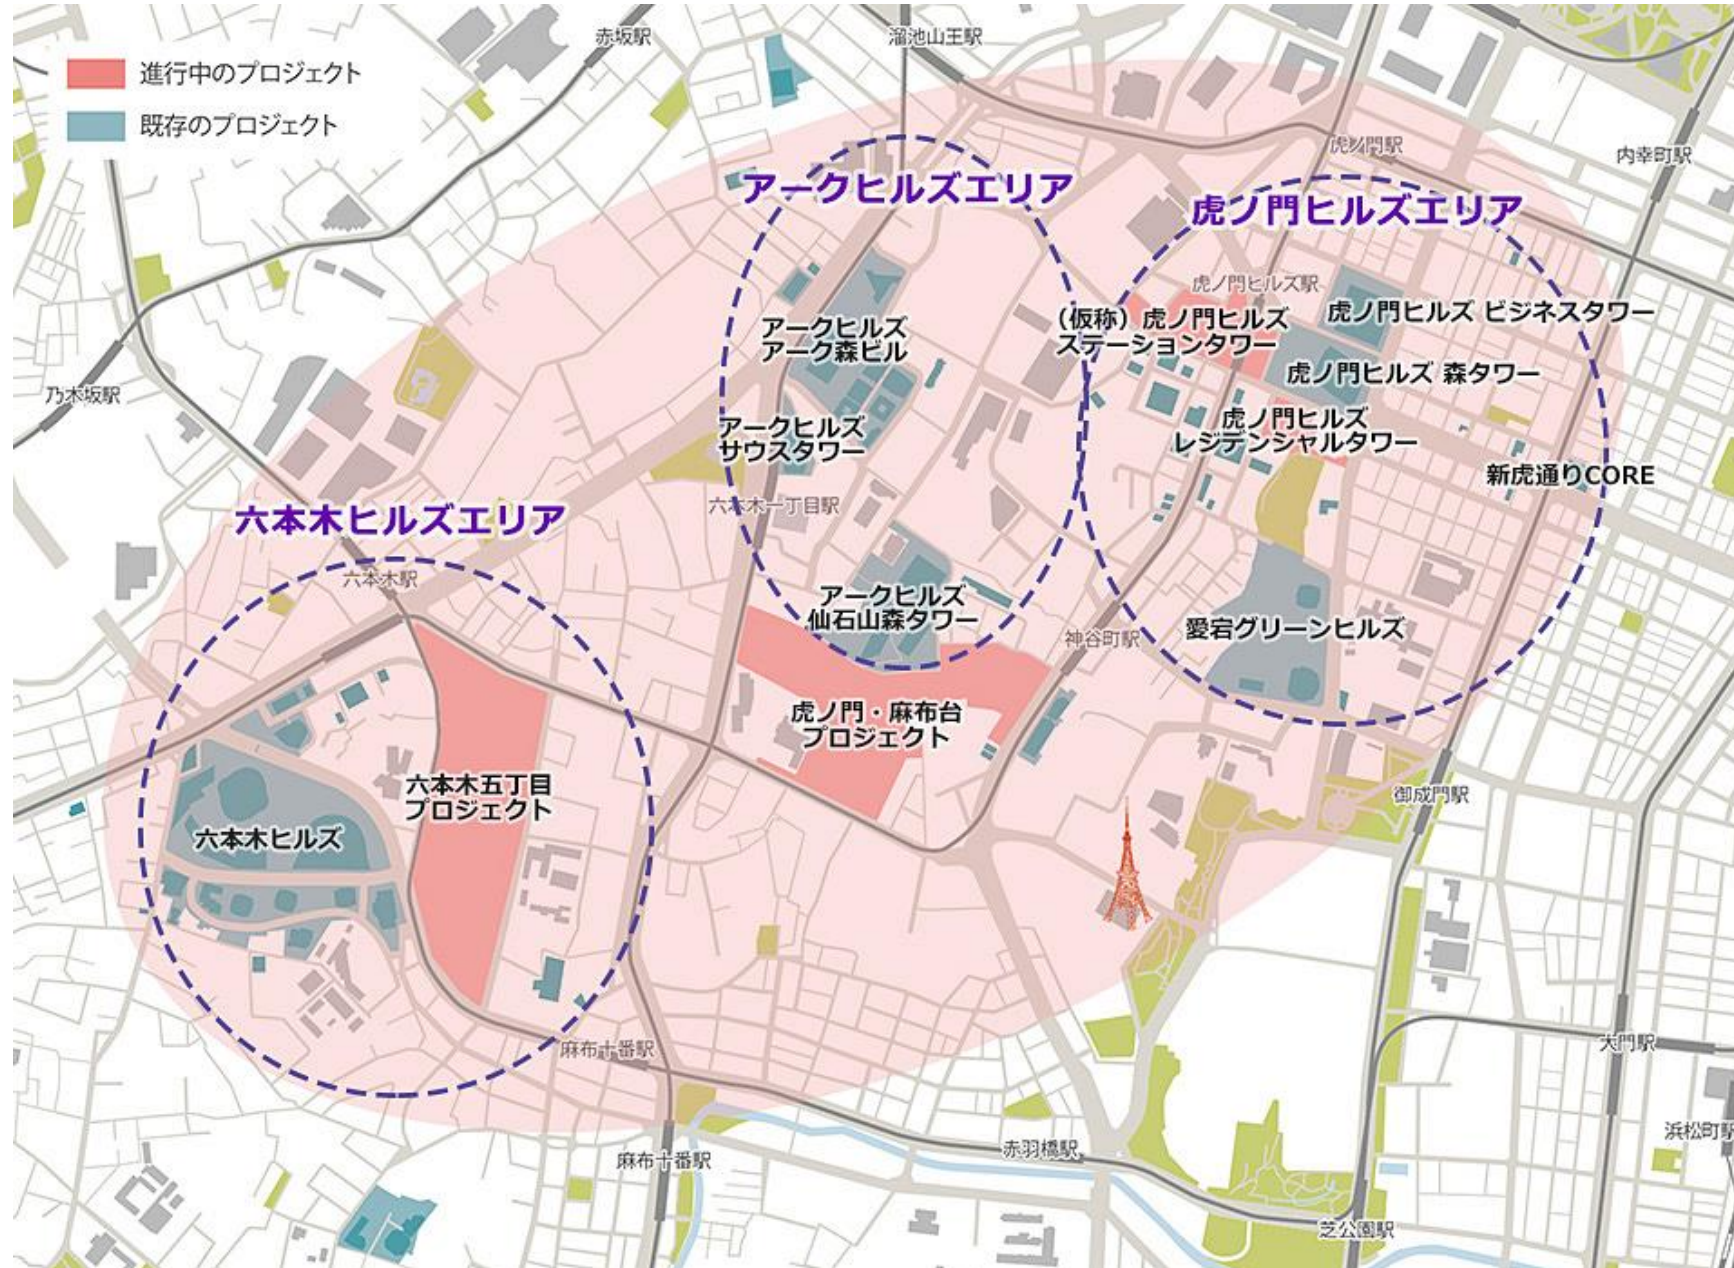 赤坂駅
溜池山王駅
進行中のプロジェクト
既存のプロジェクト
虎ノ門駅
内幸町駅
アークヒルズエリア
虎ノ門ヒルズエリア
虎ノ門ヒルズ駅
アークヒルズ
アーク森ビル
（仮称）虎ノ門ヒルズ
ステーションタワー
虎ノ門ヒルズ ビジネスタワー
虎ノ門ヒルズ 森タワー
乃木坂駅
アークヒルズ
サウスタワー
虎ノ門ヒルズ
レジデンシャルタワー
新虎通りCORE
六本木一丁目駅
六本木ヒルズエリア
六本木駅
アークヒルズ
仙石山森タワー
神谷町駅
愛宕グリーンヒルズ
虎ノ門・麻布台
プロジェクト
六本木五丁目
プロジェクト
御成門駅
六本木ヒルズ
麻布十番駅
大門駅
麻布十番駅
赤羽橋駅
浜松町駅
芝公園駅